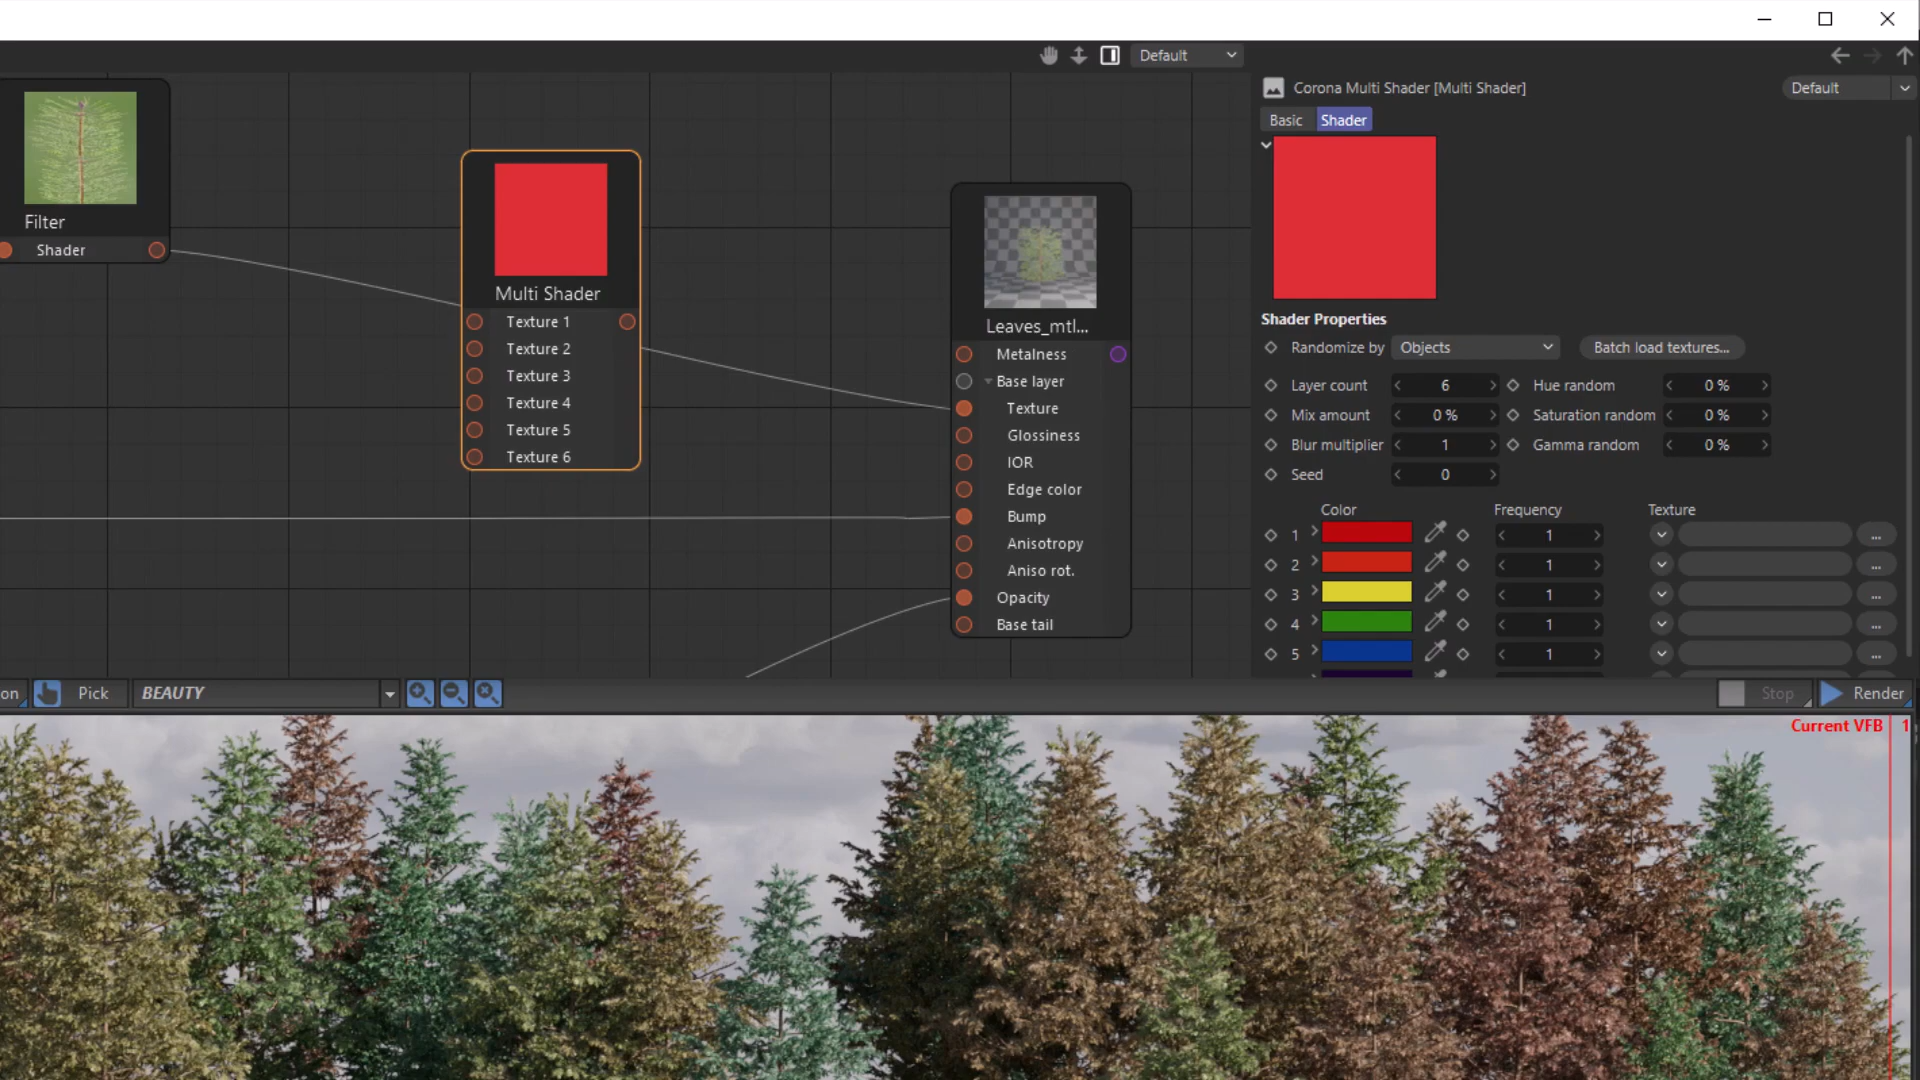 Default
Corona Multi Shader [Multi Shader]
Default
Basic
Shader
Filter
Shader
Multi Shader
Texture 1
Texture 2
Texture 3
Texture 4
Texture 5
Texture 6
Leaves_mtl...
Metalness
Base layer
Texture
Glossiness
IOR
Edge color
Bump
Anisotropy
Aniso rot.
Opacity
Base tail
Shader Properties
Randomize by Objects Batch load textures...
Layer count 6 Hue random 0 %
Mix amount 0 % Saturation random 0 %
Blur multiplier 1 Gamma random 0 %
Seed 0
Color Frequency Texture
1 1 ...
2 1 ...
3 1 ...
4 1 ...
5 1 ...
on Pick BEAUTY Stop Render
Current VFB 1